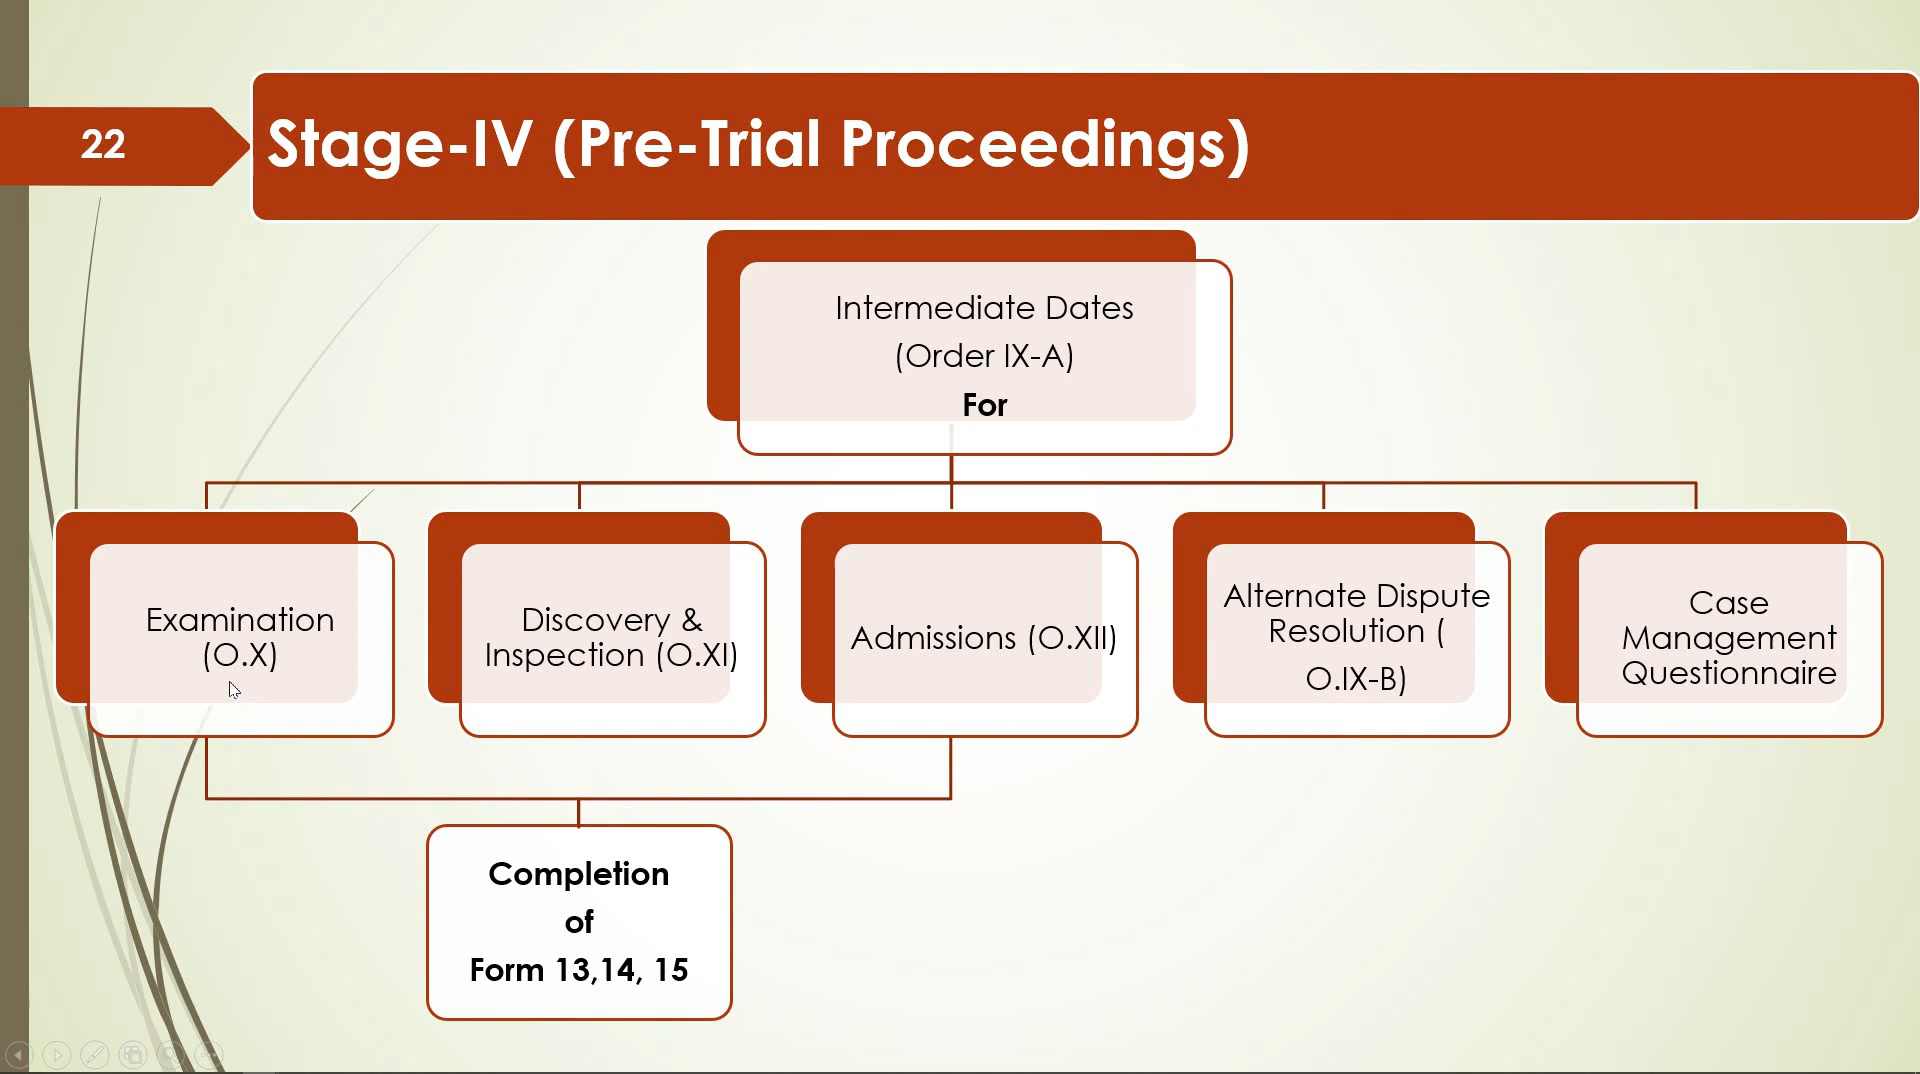 22
Stage-IV (Pre-Trial Proceedings)
Intermediate Dates
(Order IX-A)
For
Examination
(O.X)
Discovery &
Inspection (O.XI)
Admissions (O.XII)
Alternate Dispute
Resolution (
O.IX-B)
Case
Management
Questionnaire
Completion
of
Form 13,14, 15